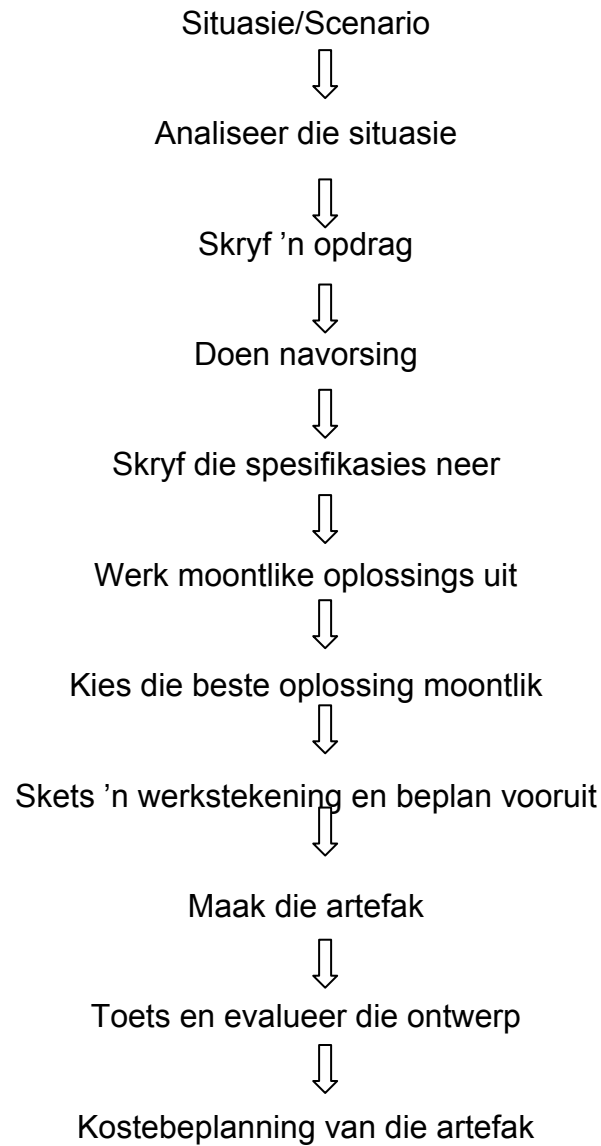 Situasie/Scenario
Analiseer die situasie
Skryf ’n opdrag
Doen navorsing
Skryf die spesifikasies neer
Werk moontlike oplossings uit
Kies die beste oplossing moontlik
Skets ’n werkstekening en beplan vooruit
Maak die artefak
Toets en evalueer die ontwerp
Kostebeplanning van die artefak